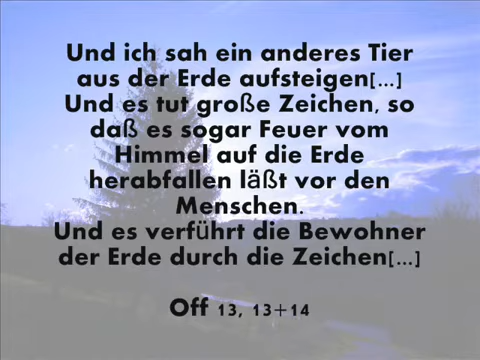 Und ich sah ein anderes Tier
aus der Erde aufsteigen[...]
Und es tut große Zeichen, so
daß es sogar Feuer vom
Himmel auf die Erde
herabfallen läßt vor den
Menschen.
Und es verführt die Bewohner
der Erde durch die Zeichen[...]
Off 13, 13+14